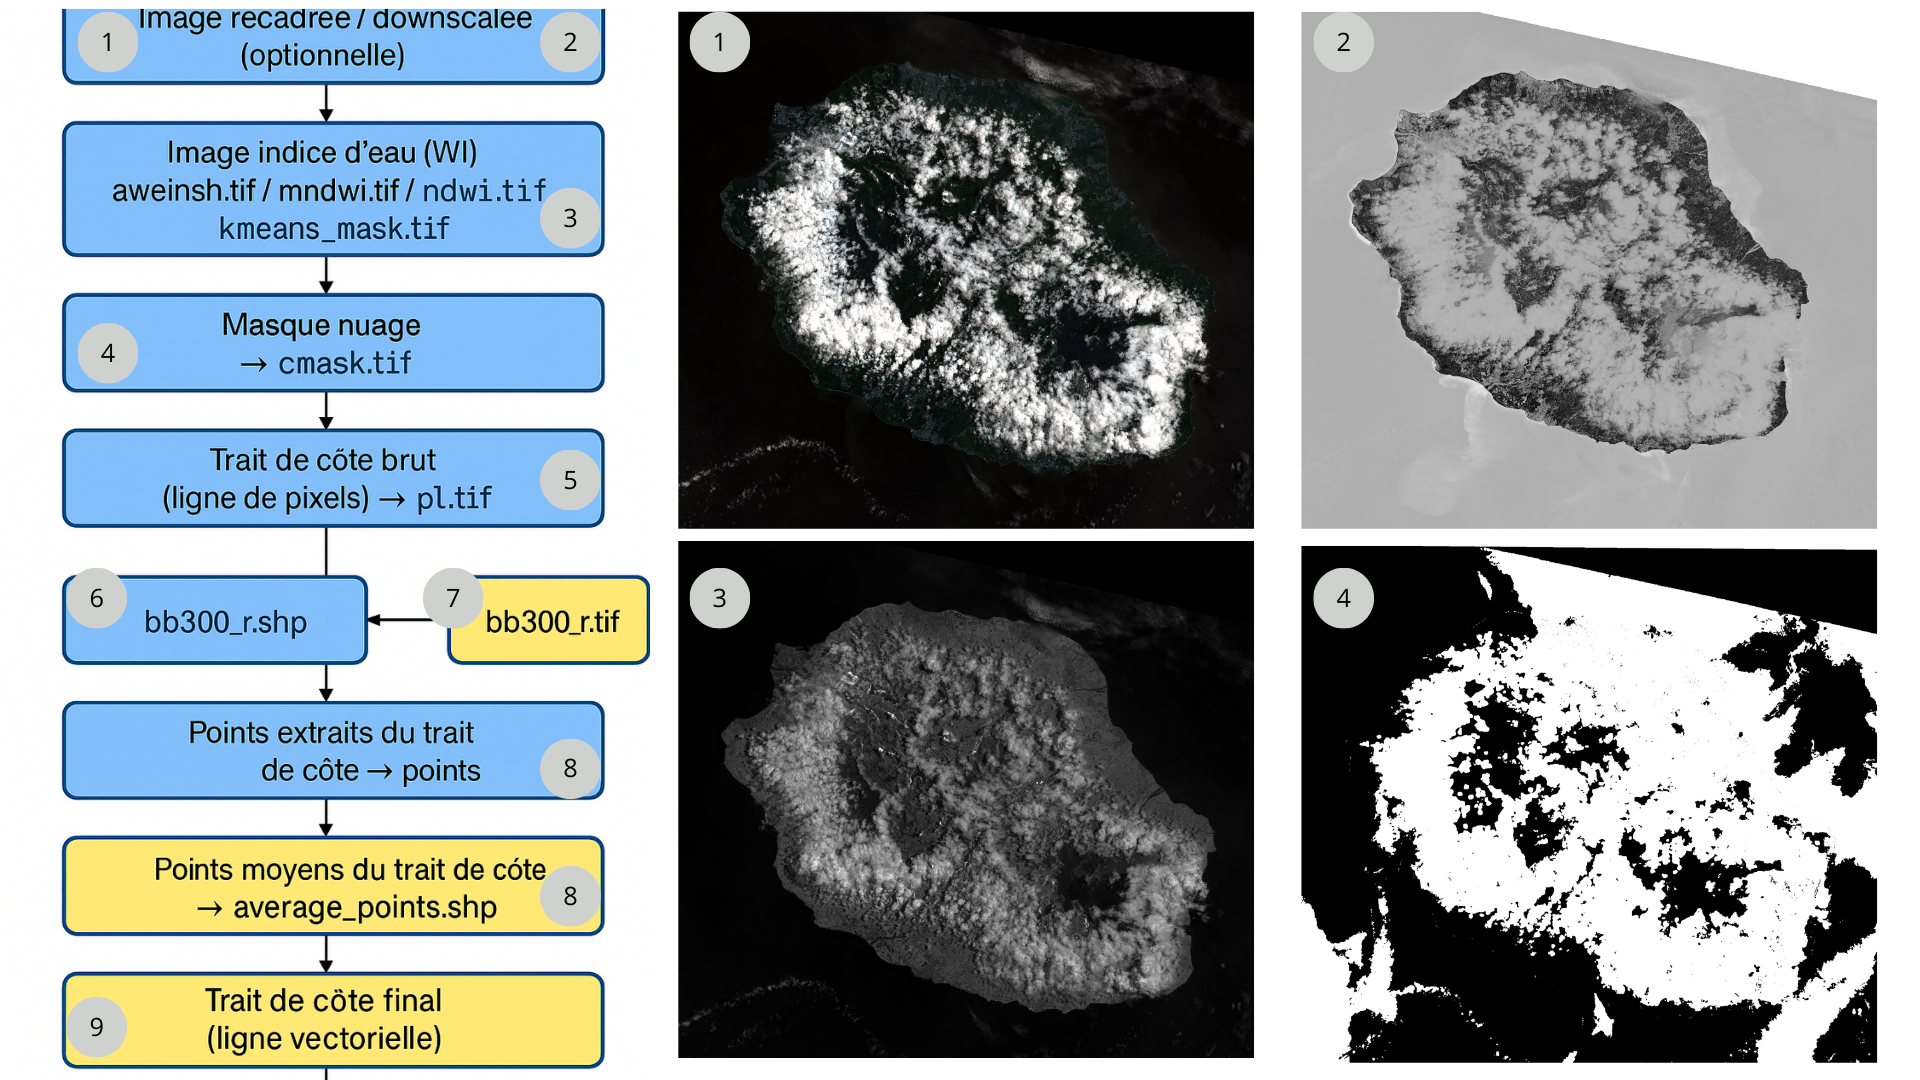 Image recadrée / downscalée
1
2
(optionnelle)
Image indice d'eau (WI)
aweinsh.tif / mndwi.tif / ndwi.tif
3
kmeans_mask.tif
Masque nuage
4
→ cmask.tif
Trait de côte brut
5
(ligne de pixels) → pl.tif
6
bb300_r.shp
7
bb300_r.tif
Points extraits du trait
de côte → points
8
Points moyens du trait de cóte
8
→ average_points.shp
Trait de côte final
9
(ligne vectorielle)
1
2
3
4